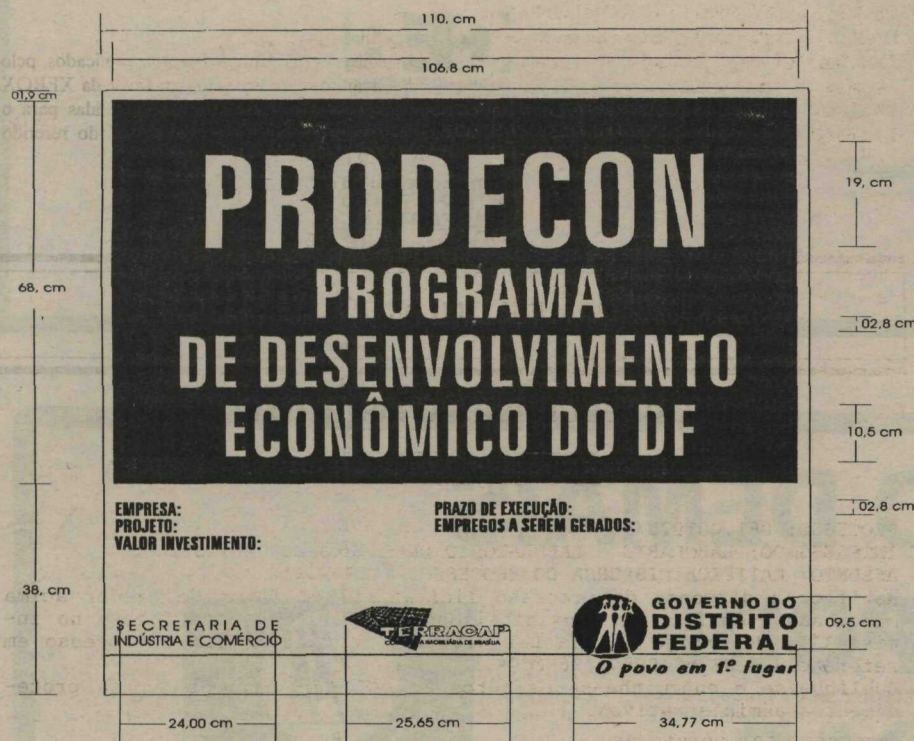 110, cm
106,8 cm
01,9 cm
PRODECON
19, cm
PROGRAMA
68, cm
02,8 cm
DE DESENVOLVIMENTO
ECONÔMICO DO DF
10,5 cm
02,8 cm
EMPRESA:
PROJETO:
VALOR INVESTIMENTO:
PRAZO DE EXECUÇÃO:
EMPREGOS A SEREM GERADOS:
38, cm
SECRETARIA DE
INDÚSTRIA E COMÉRCIO
TERRACAP
IMOBILIÁRIA DE BRASÍLIA
GOVERNO DO
DISTRITO
FEDERAL
O povo em 1º lugar
09,5 cm
24,00 cm
25,65 cm
34,77 cm